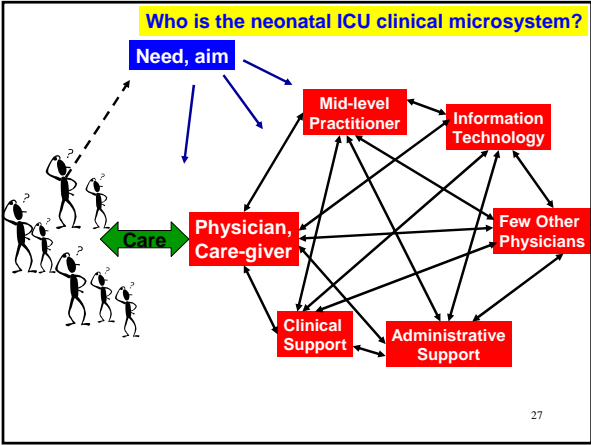 Who is the neonatal ICU clinical microsystem?
Need, aim
Mid-level
Practitioner
Information
Technology
? ? ? ? ? ? ?
Care
Physician,
Care-giver
Few Other
Physicians
Clinical
Support
Administrative
Support
27